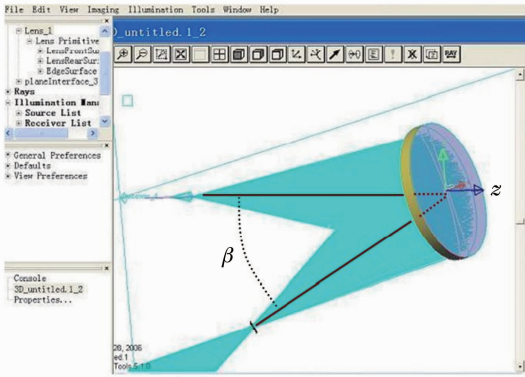 File Edit View Imaging Illumination Tools Window Help
D_untitled.1_2
Lens_1
Lens Primitive
LensFrontSu
LensRearSur
EdgeSurface
planeInterface_3
Rays
Illumination Mana
Source List
Receiver List
General Preferences
Defaults
View Preferences
z
β
Console
3D_untitled.1_2
Properties...
28, 2006
ed.1
Tools 5.1.0